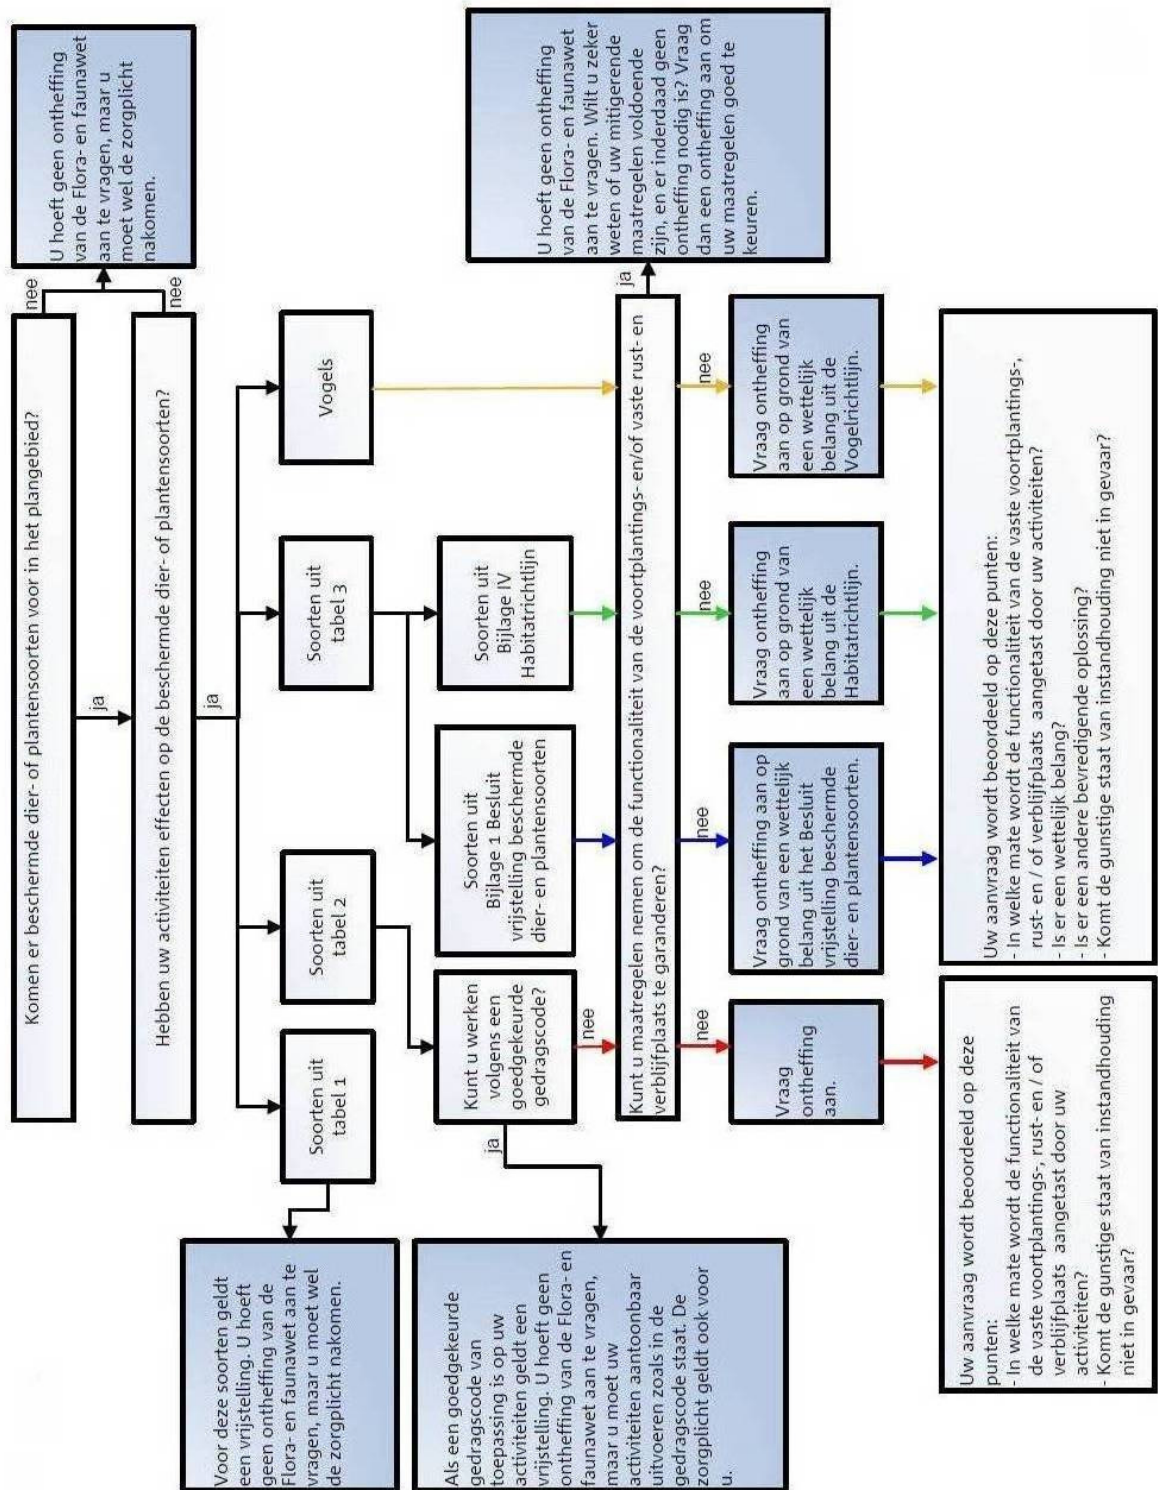 Komen er beschermde dier- of plantensoorten voor in het plangebied?
nee
ja
U hoeft geen ontheffing
van de Flora- en faunawet
aan te vragen, maar u
moet wel de zorgplicht
nakomen.
Hebben uw activiteiten effecten op de beschermde dier- of plantensoorten?
nee
ja
Voor deze soorten geldt
een vrijstelling. U hoeft
geen ontheffing van de
Flora- en faunawet aan te
vragen, maar u moet wel
de zorgplicht nakomen.
Soorten uit
tabel 1
Soorten uit
tabel 2
Soorten uit
tabel 3
Vogels
Als een goedgekeurde
gedragscode van
toepassing is op uw
activiteiten geldt een
vrijstelling. U hoeft geen
ontheffing van de Flora- en
faunawet aan te vragen,
maar u moet uw
activiteiten aantoonbaar
uitvoeren zoals in de
gedragscode staat. De
zorgplicht geldt ook voor
u.
ja
Kunt u werken
volgens een
goedgekeurde
gedragscode?
nee
Soorten uit
Bijlage 1 Besluit
vrijstelling beschermde
dier- en plantensoorten
Soorten uit
Bijlage IV
Habitatrichtlijn
Kunt u maatregelen nemen om de functionaliteit van de voortplantings- en/of vaste rust- en
verblijfplaats te garanderen?
ja
U hoeft geen ontheffing
van de Flora- en faunawet
aan te vragen. Wilt u zeker
weten of uw mitigerende
maatregelen voldoende
zijn, en er inderdaad geen
ontheffing nodig is? Vraag
dan een ontheffing aan om
uw maatregelen goed te
keuren.
nee
nee
nee
nee
Vraag
ontheffing
aan.
Vraag ontheffing aan op
grond van een wettelijk
belang uit het Besluit
vrijstelling beschermde
dier- en plantensoorten.
Vraag ontheffing
aan op grond van
een wettelijk
belang uit de
Habitatrichtlijn.
Vraag ontheffing
aan op grond van
een wettelijk
belang uit de
Vogelrichtlijn.
Uw aanvraag wordt beoordeeld op deze
punten:
- In welke mate wordt de functionaliteit van
de vaste voortplantings-, rust- en / of
verblijfplaats aangetast door uw
activiteiten?
- Komt de gunstige staat van instandhouding
niet in gevaar?
Uw aanvraag wordt beoordeeld op deze punten:
- In welke mate wordt de functionaliteit van de vaste voortplantings-,
rust- en / of verblijfplaats aangetast door uw activiteiten?
- Is er een wettelijk belang?
- Is er een andere bevredigende oplossing?
- Komt de gunstige staat van instandhouding niet in gevaar?